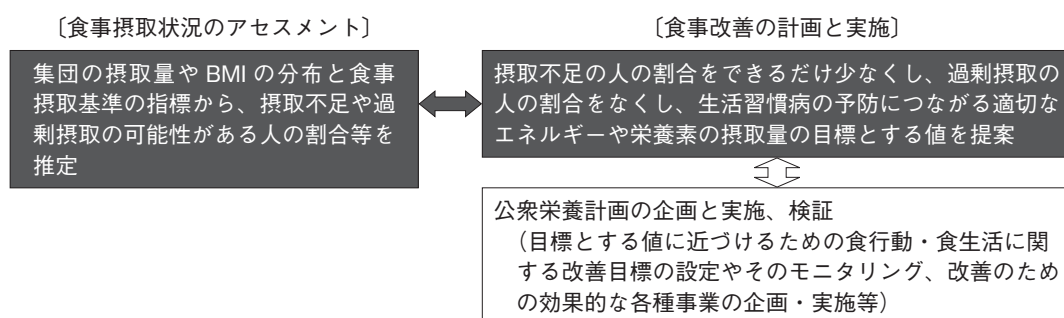 〔食事摂取状況のアセスメント〕
集団の摂取量や BMI の分布と食事
摂取基準の指標から、摂取不足や過
剰摂取の可能性がある人の割合等を
推定
〔食事改善の計画と実施〕
摂取不足の人の割合をできるだけ少なくし、過剰摂取の
人の割合をなくし、生活習慣病の予防につながる適切な
エネルギーや栄養素の摂取量の目標とする値を提案
公衆栄養計画の企画と実施、検証
（目標とする値に近づけるための食行動・食生活に関
する改善目標の設定やそのモニタリング、改善のため
の効果的な各種事業の企画・実施等）